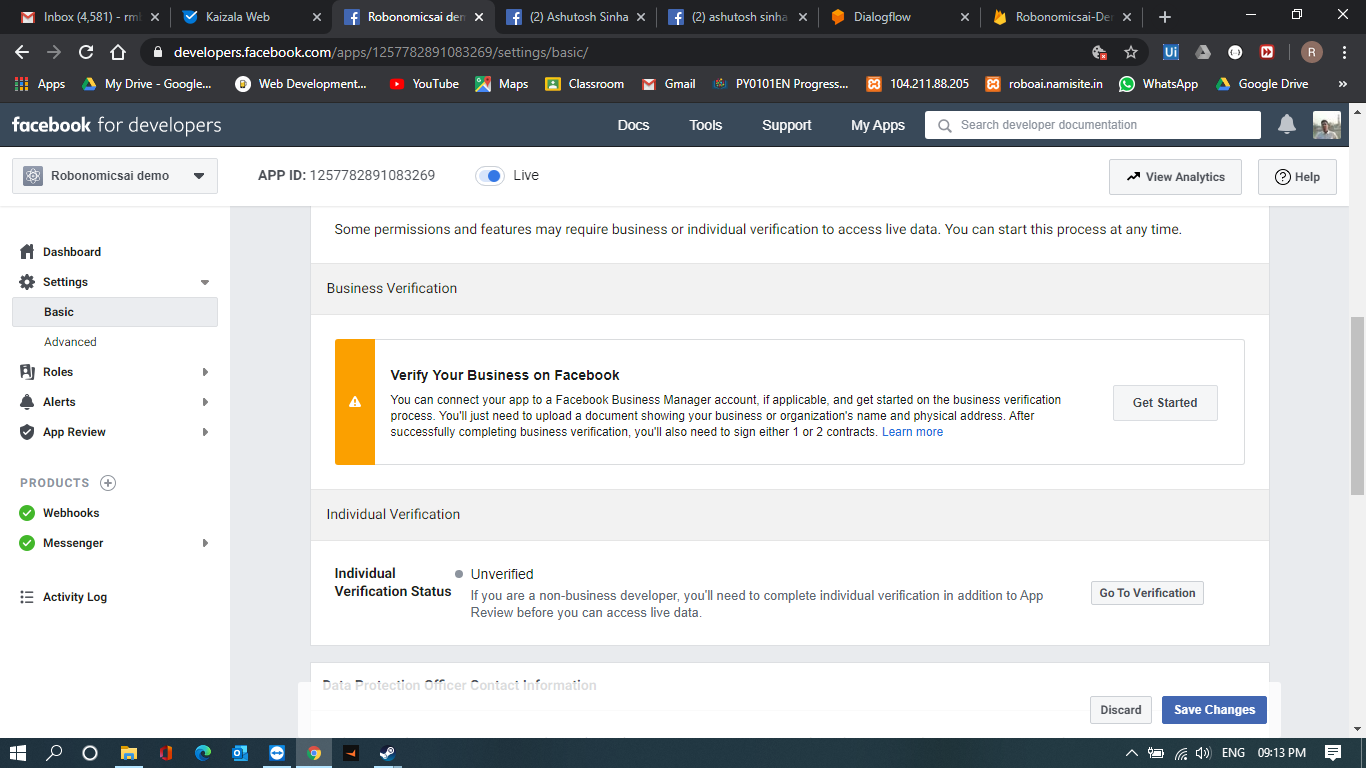 Inbox (4,581) - rml
Kaizala Web
Robonomicsai den
(2) Ashutosh Sinha
(2) ashutosh sinha
Dialogflow
Robonomicsai-De
developers.facebook.com/apps/1257782891083269/settings/basic/
Ui
R
Apps
My Drive - Google...
Web Development...
YouTube
Maps
Classroom
Gmail
PY0101EN Progress...
104.211.88.205
roboai.namisite.in
WhatsApp
Google Drive
»
facebook for developers
Docs
Tools
Support
My Apps
Search developer documentation
Robonomicsai demo
APP ID: 1257782891083269
Live
View Analytics
Help
Dashboard
Settings
Basic
Advanced
Roles
Alerts
App Review
PRODUCTS
Webhooks
Messenger
Activity Log
Some permissions and features may require business or individual verification to access live data. You can start this process at any time.
Business Verification
Verify Your Business on Facebook
You can connect your app to a Facebook Business Manager account, if applicable, and get started on the business verification
process. You'll just need to upload a document showing your business or organization's name and physical address. After
successfully completing business verification, you'll also need to sign either 1 or 2 contracts. Learn more
Get Started
Individual Verification
Individual
Verification Status
Unverified
If you are a non-business developer, you'll need to complete individual verification in addition to App
Review before you can access live data.
Go To Verification
Data Protection Officer Contact Information
Discard
Save Changes
ENG
09:13 PM